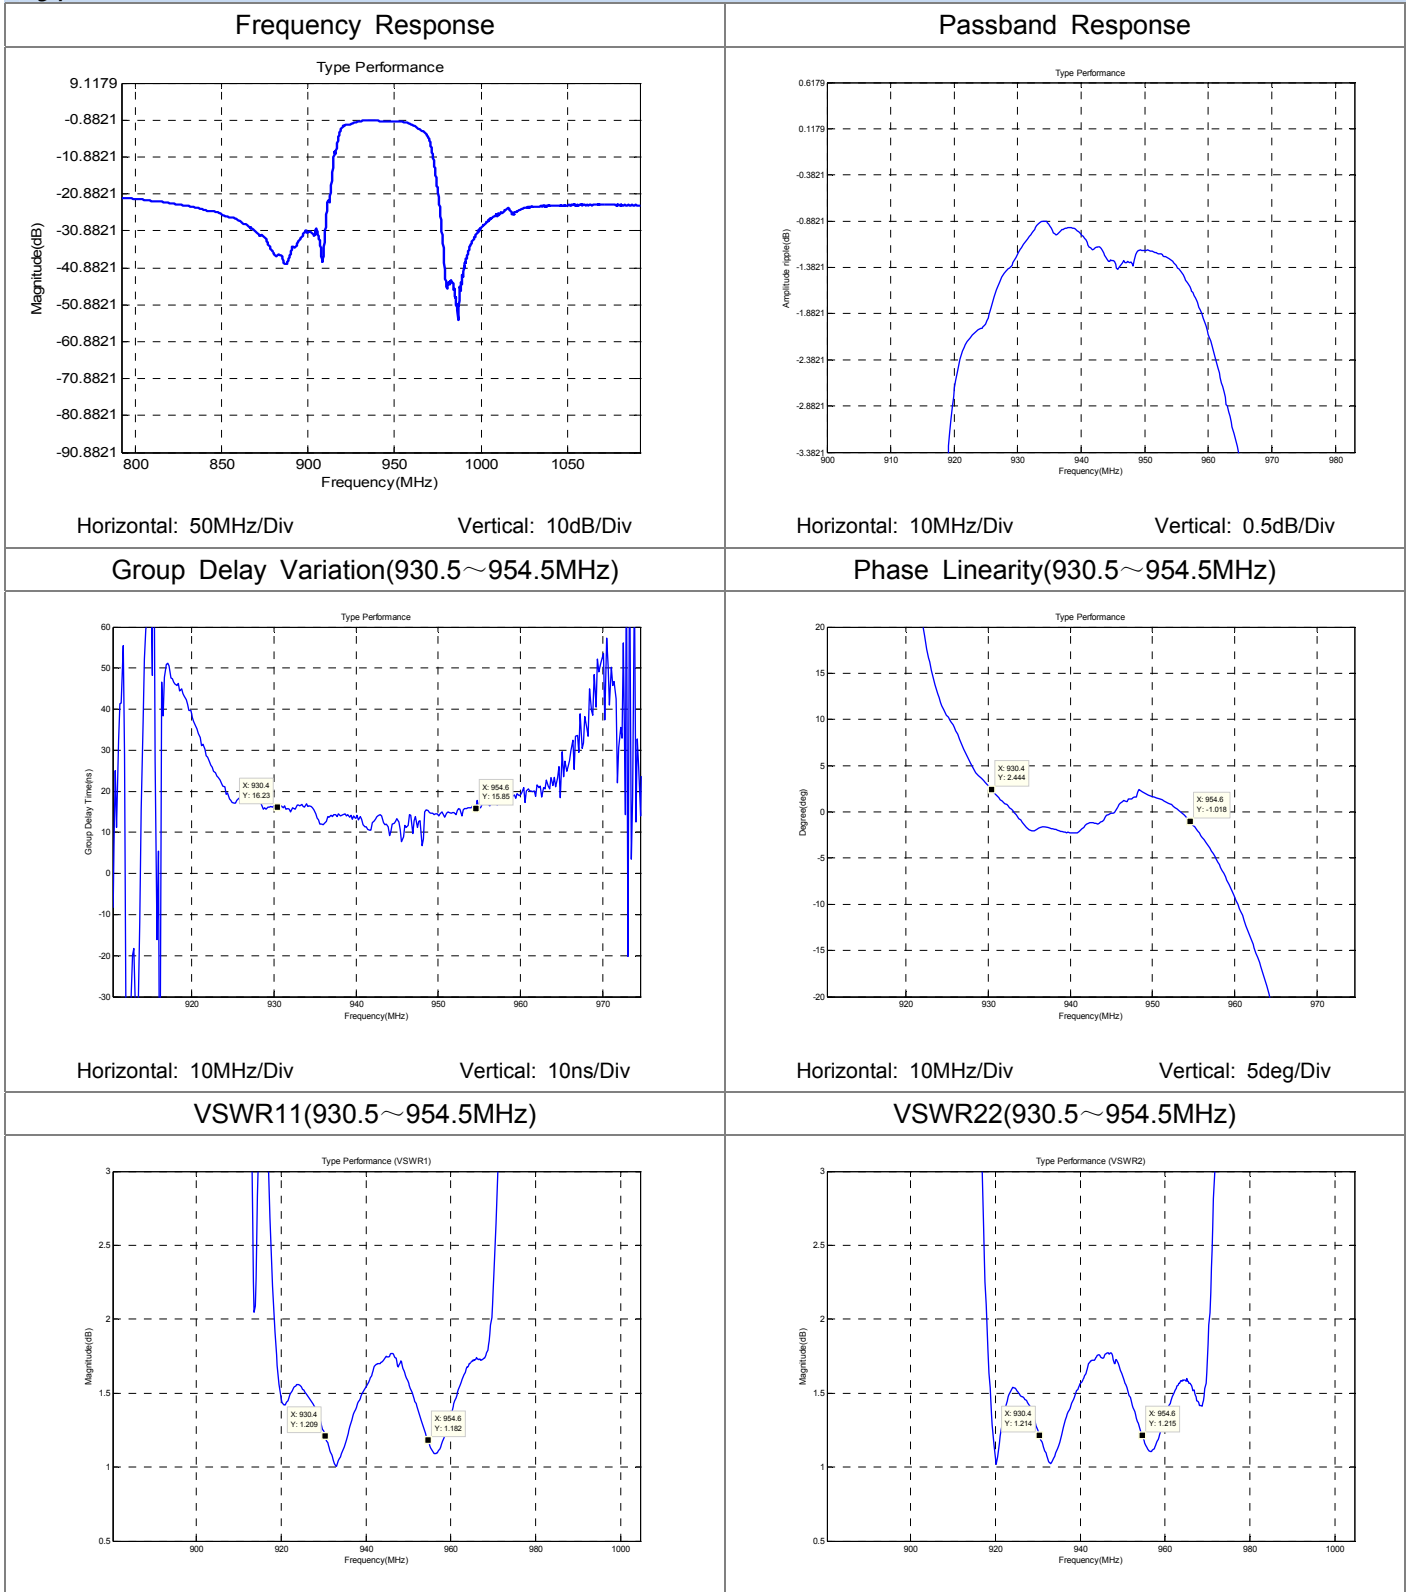 Frequency Response
Passband Response
Type Performance
9.1179
-0.8821
-10.8821
-20.8821
-30.8821
-40.8821
-50.8821
-60.8821
-70.8821
-80.8821
-90.8821
Magnitude(dB)
800 850 900 950 1000 1050
Frequency(MHz)
Horizontal: 50MHz/Div Vertical: 10dB/Div
Type Performance
0.6179
0.1179
-0.3821
-0.8821
-1.3821
-1.8821
-2.3821
-2.8821
-3.3821
Amplitude ripple(dB)
900 910 920 930 940 950 960 970 980
Frequency(MHz)
Horizontal: 10MHz/Div Vertical: 0.5dB/Div
Group Delay Variation(930.5～954.5MHz)
Phase Linearity(930.5～954.5MHz)
Type Performance
60
50
40
30
20
10
0
-10
-20
-30
Group Delay Time(ns)
X: 930.4
Y: 16.23
X: 954.6
Y: 15.85
920 930 940 950 960 970
Frequency(MHz)
Horizontal: 10MHz/Div Vertical: 10ns/Div
Type Performance
20
15
10
5
0
-5
-10
-15
-20
Degree(deg)
X: 930.4
Y: 2.444
X: 954.6
Y: -1.018
920 930 940 950 960 970
Frequency(MHz)
Horizontal: 10MHz/Div Vertical: 5deg/Div
VSWR11(930.5～954.5MHz)
VSWR22(930.5～954.5MHz)
Type Performance (VSWR1)
3
2.5
2
1.5
1
0.5
Magnitude(dB)
X: 930.4
Y: 1.209
X: 954.6
Y: 1.182
900 920 940 960 980 1000
Frequency(MHz)
Type Performance (VSWR2)
3
2.5
2
1.5
1
0.5
Magnitude(dB)
X: 930.4
Y: 1.214
X: 954.6
Y: 1.215
900 920 940 960 980 1000
Frequency(MHz)